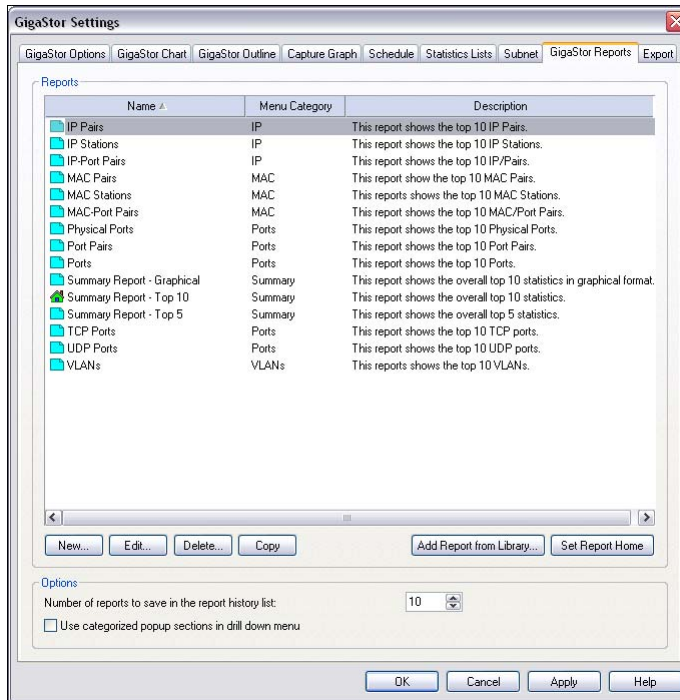 GigaStor Settings
GigaStor Options GigaStor Chart GigaStor Outline Capture Graph Schedule Statistics Lists Subnet GigaStor Reports Export
Reports
Name Menu Category Description
IP Pairs IP This report shows the top 10 IP Pairs.
IP Stations IP This report shows the top 10 IP Stations.
IP-Port Pairs IP This report shows the top 10 IP/Pairs.
MAC Pairs MAC This report show the top 10 MAC Pairs.
MAC Stations MAC This reports shows the top 10 MAC Stations.
MAC-Port Pairs MAC This report shows the top 10 MAC/Port Pairs.
Physical Ports Ports This report shows the top 10 Physical Ports.
Port Pairs Ports This report shows the top 10 Port Pairs.
Ports Ports This report shows the top 10 Ports.
Summary Report - Graphical Summary This report shows the overall top 10 statistics in graphical format.
Summary Report - Top 10 Summary This report shows the overall top 10 statistics.
Summary Report - Top 5 Summary This report shows the overall top 5 statistics.
TCP Ports Ports This report shows the top 10 TCP ports.
UDP Ports Ports This report shows the top 10 UDP ports.
VLANs VLANs This reports shows the top 10 VLANs.
New... Edit... Delete... Copy Add Report from Library... Set Report Home
Options
Number of reports to save in the report history list: 10
Use categorized popup sections in drill down menu
OK Cancel Apply Help